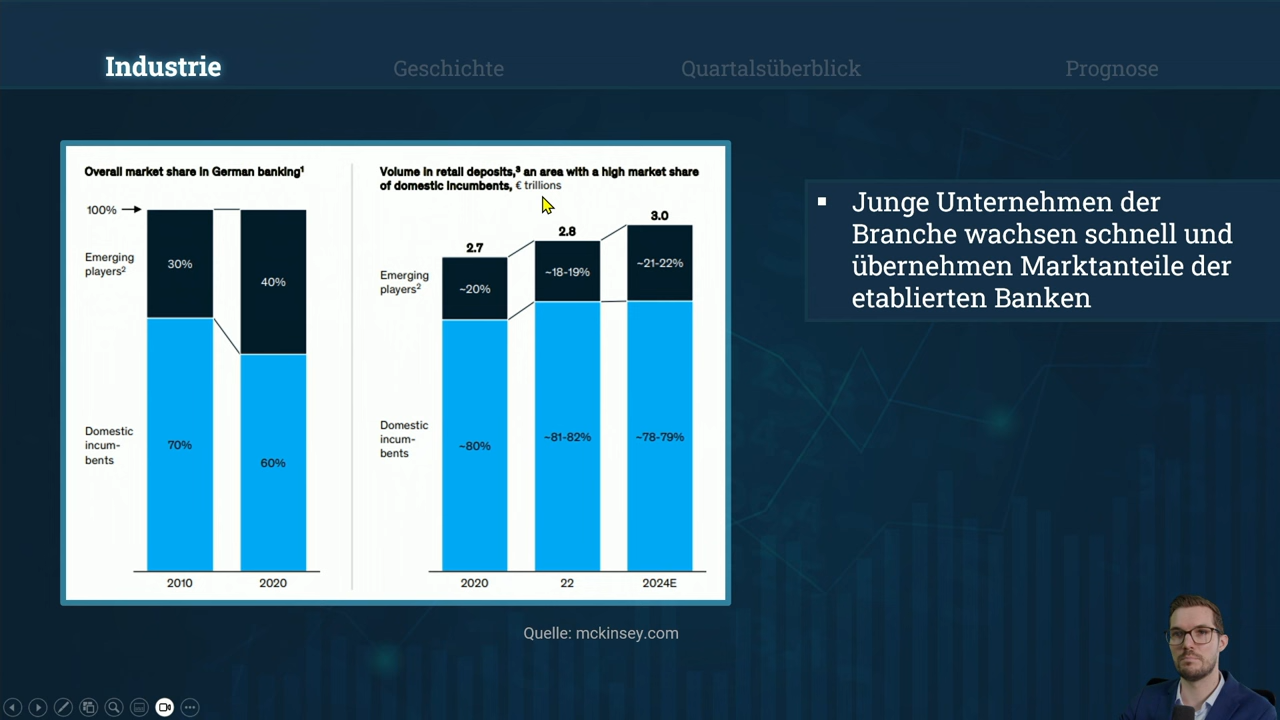 Industrie
Geschichte
Quartalsüberblick
Prognose
Overall market share in German banking¹
100%
Emerging
players²
30%
40%
Domestic
incum-
bents
70%
60%
2010
2020
Volume in retail deposits,³ an area with a high market share
of domestic incumbents, € trillions
2.7
2.8
3.0
Emerging
players²
~20%
~18-19%
~21-22%
Domestic
incum-
bents
~80%
~81-82%
~78-79%
2020
22
2024E
Quelle: mckinsey.com
▪ Junge Unternehmen der
Branche wachsen schnell und
übernehmen Marktanteile der
etablierten Banken